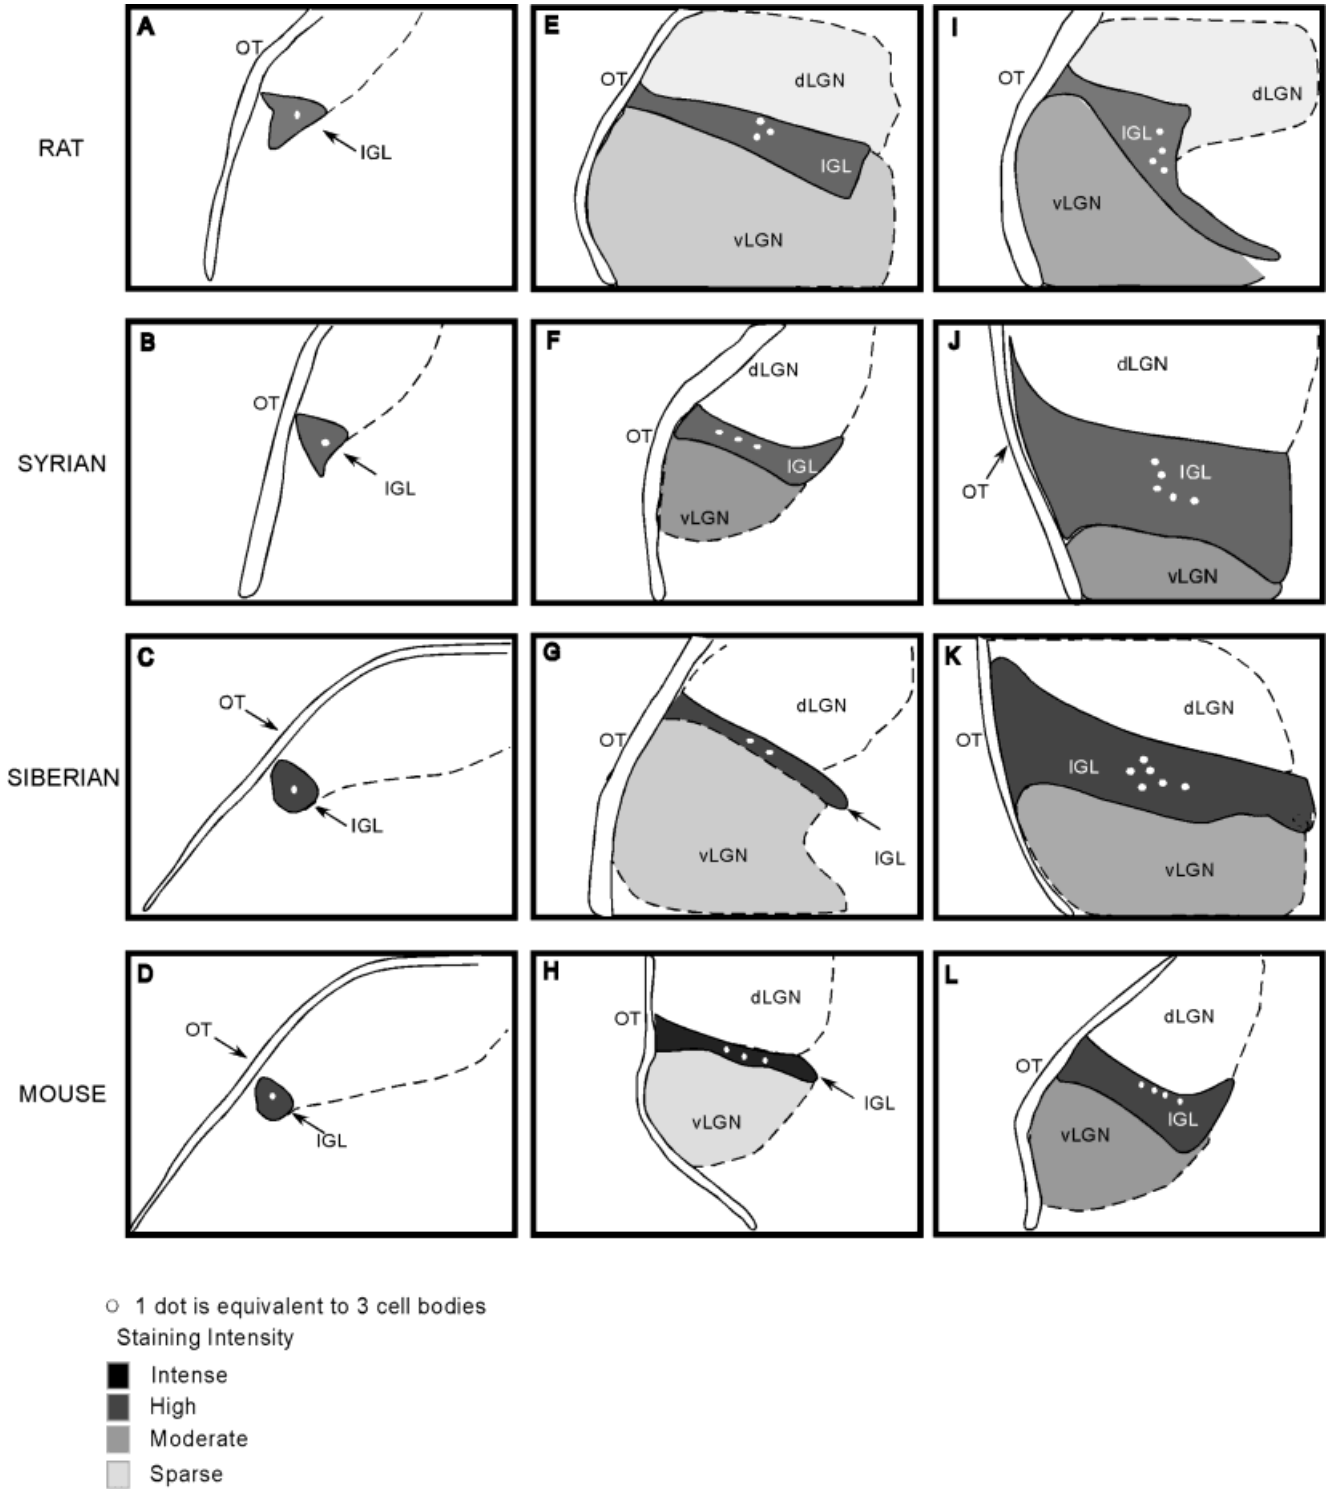 A
OT
IGL
E
OT
dLGN
IGL
vLGN
I
OT
dLGN
IGL
vLGN
RAT
B
OT
IGL
F
dLGN
OT
IGL
vLGN
J
dLGN
IGL
OT
vLGN
SYRIAN
C
OT
IGL
G
dLGN
OT
vLGN
IGL
K
dLGN
OT
IGL
vLGN
SIBERIAN
D
OT
IGL
H
dLGN
OT
IGL
vLGN
L
dLGN
OT
IGL
vLGN
MOUSE
1 dot is equivalent to 3 cell bodies
Staining Intensity
Intense
High
Moderate
Sparse